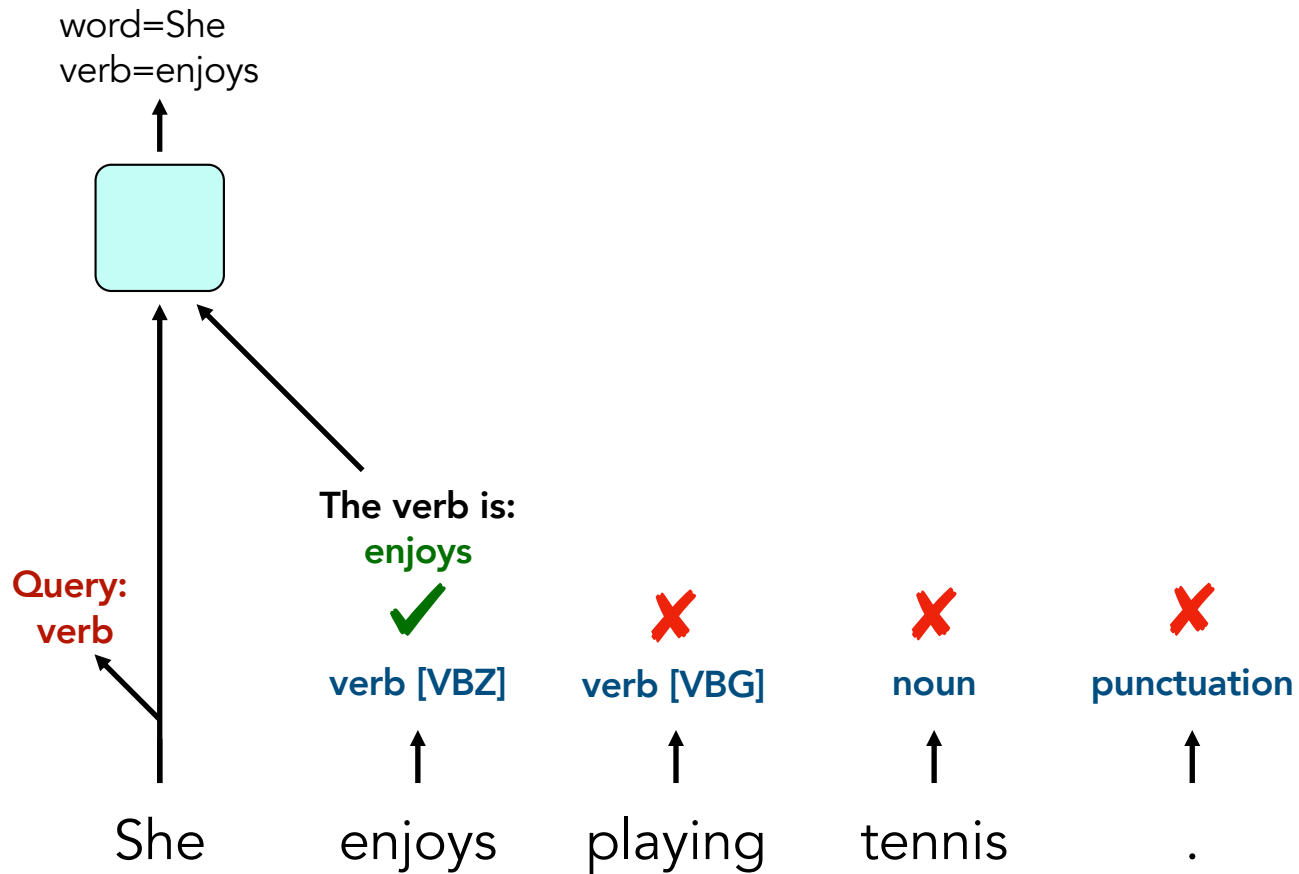 word=She
verb=enjoys
The verb is:
enjoys
Query:
verb
verb [VBZ]
verb [VBG]
noun
punctuation
She enjoys playing tennis .